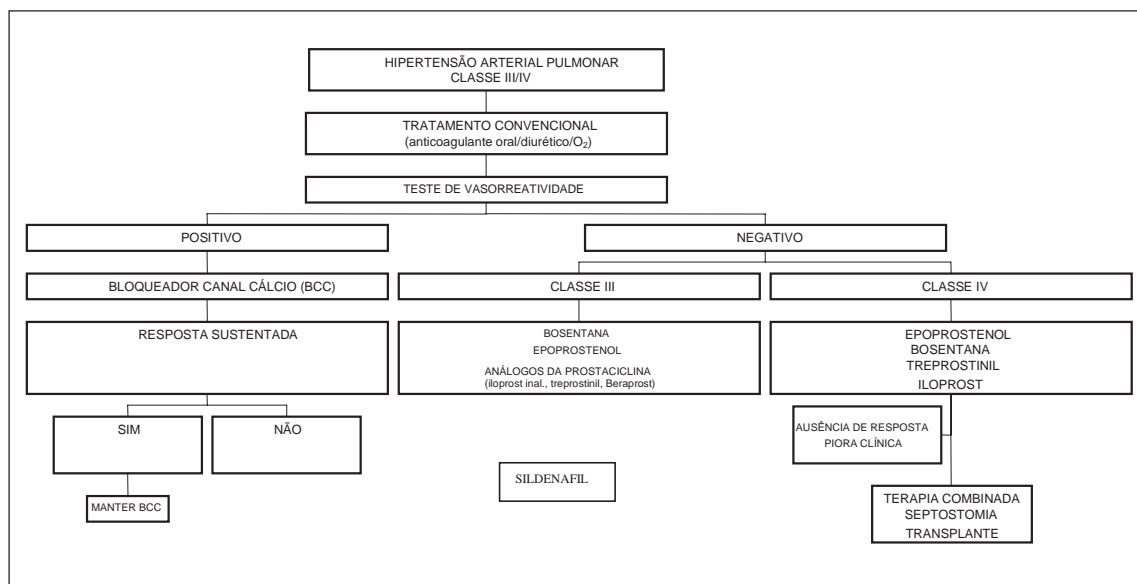 HIPERTENSÃO ARTERIAL PULMONAR
CLASSE III/IV
TRATAMENTO CONVENCIONAL
(anticoagulante oral/diurético/O₂)
TESTE DE VASORREATIVIDADE
POSITIVO
NEGATIVO
BLOQUEADOR CANAL CÁLCIO (BCC)
CLASSE III
CLASSE IV
RESPOSTA SUSTENTADA
BOSENTANA
EPOPROSTENOL
ANÁLOGOS DA PROSTACICLINA
(iloprost inal., treprostinil, Beraprost)
EPOPROSTENOL
BOSENTANA
TREPROSTINIL
ILOPROST
SIM
NÃO
AUSÊNCIA DE RESPOSTA
PIORA CLÍNICA
SILDENAFIL
MANTER BCC
TERAPIA COMBINADA
SEPTOSTOMIA
TRANSPLANTE